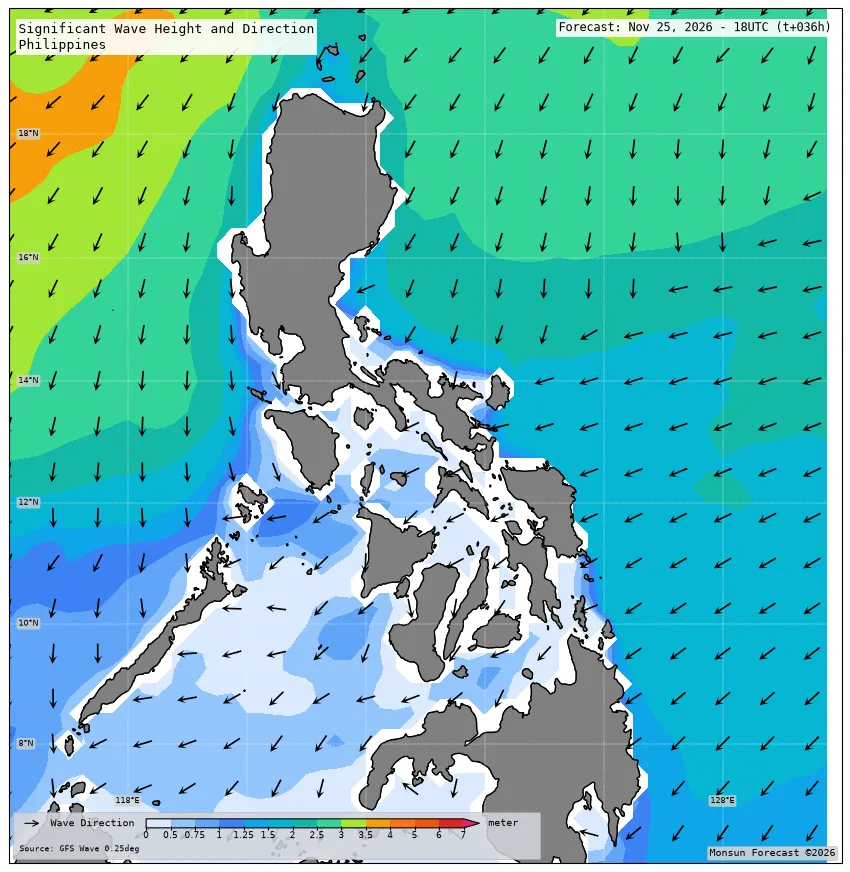 Significant Wave Height and Direction
Philippines
Forecast: Nov 25, 2026 - 18UTC (t+036h)
18°N
16°N
14°N
12°N
10°N
8°N
118°E
128°E
Wave Direction
0 0.5 0.75 1 1.25 1.5 2 2.5 3 3.5 4 5 6 7
meter
Source: GFS Wave 0.25deg
Monsun Forecast ©2026